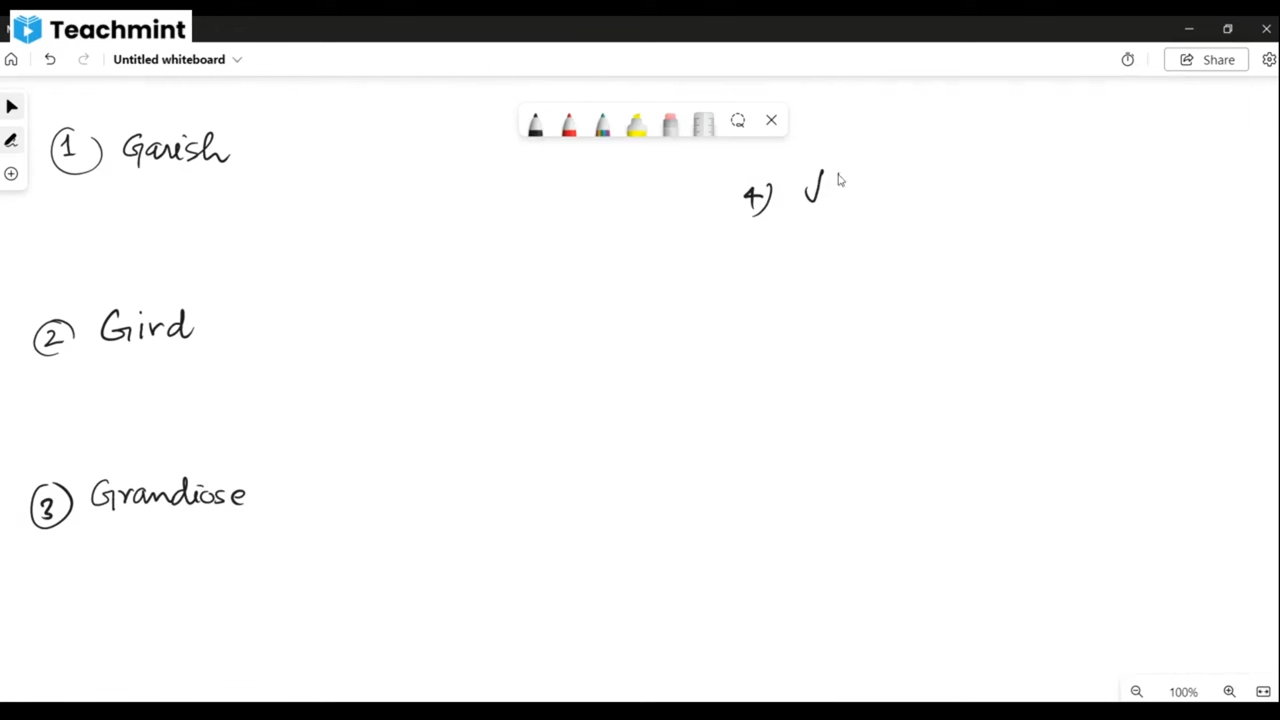 Teachmint
Untitled whiteboard
Share
1 Garish
4)
2 Gird
3 Grandiose
100%